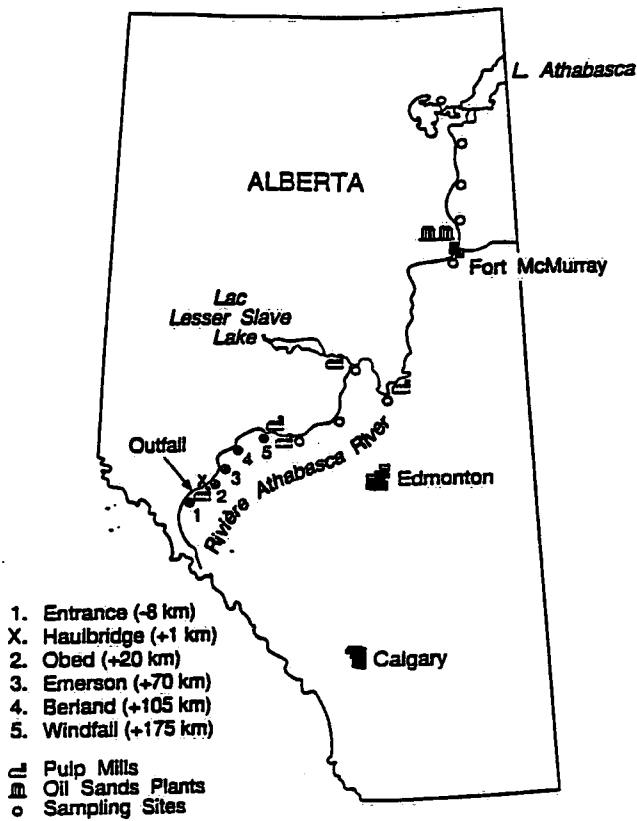 L. Athabasca
ALBERTA
Fort McMurray
Lac
Lesser Slave
Lake
Outfall
X
1
2
3
4
5
Rivière Athabasca River
Edmonton
Calgary
1. Entrance (-8 km)
X. Haulbridge (+1 km)
2. Obed (+20 km)
3. Emerson (+70 km)
4. Berland (+105 km)
5. Windfall (+175 km)
Pulp Mills
Oil Sands Plants
Sampling Sites